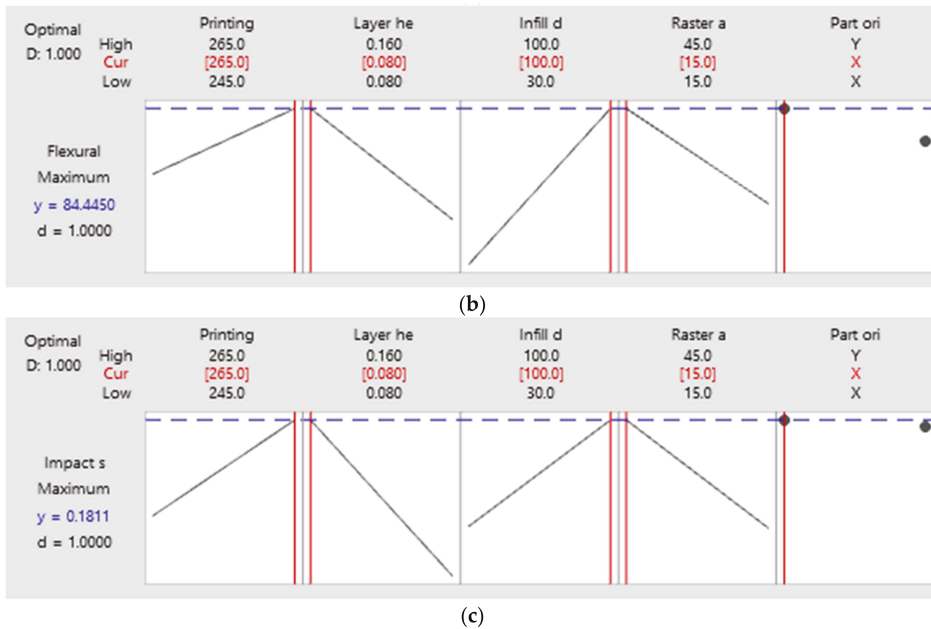 Printing Layer he Infill d Raster a Part ori
Optimal
High 265.0 0.160 100.0 45.0 Y
D: 1.000
Cur [265.0] [0.080] [100.0] [15.0] X
Low 245.0 0.080 30.0 15.0 X
Flexural
Maximum
y = 84.4450
d = 1.0000
(b)
Printing Layer he Infill d Raster a Part ori
Optimal
High 265.0 0.160 100.0 45.0 Y
D: 1.000
Cur [265.0] [0.080] [100.0] [15.0] X
Low 245.0 0.080 30.0 15.0 X
Impact s
Maximum
y = 0.1811
d = 1.0000
(c)